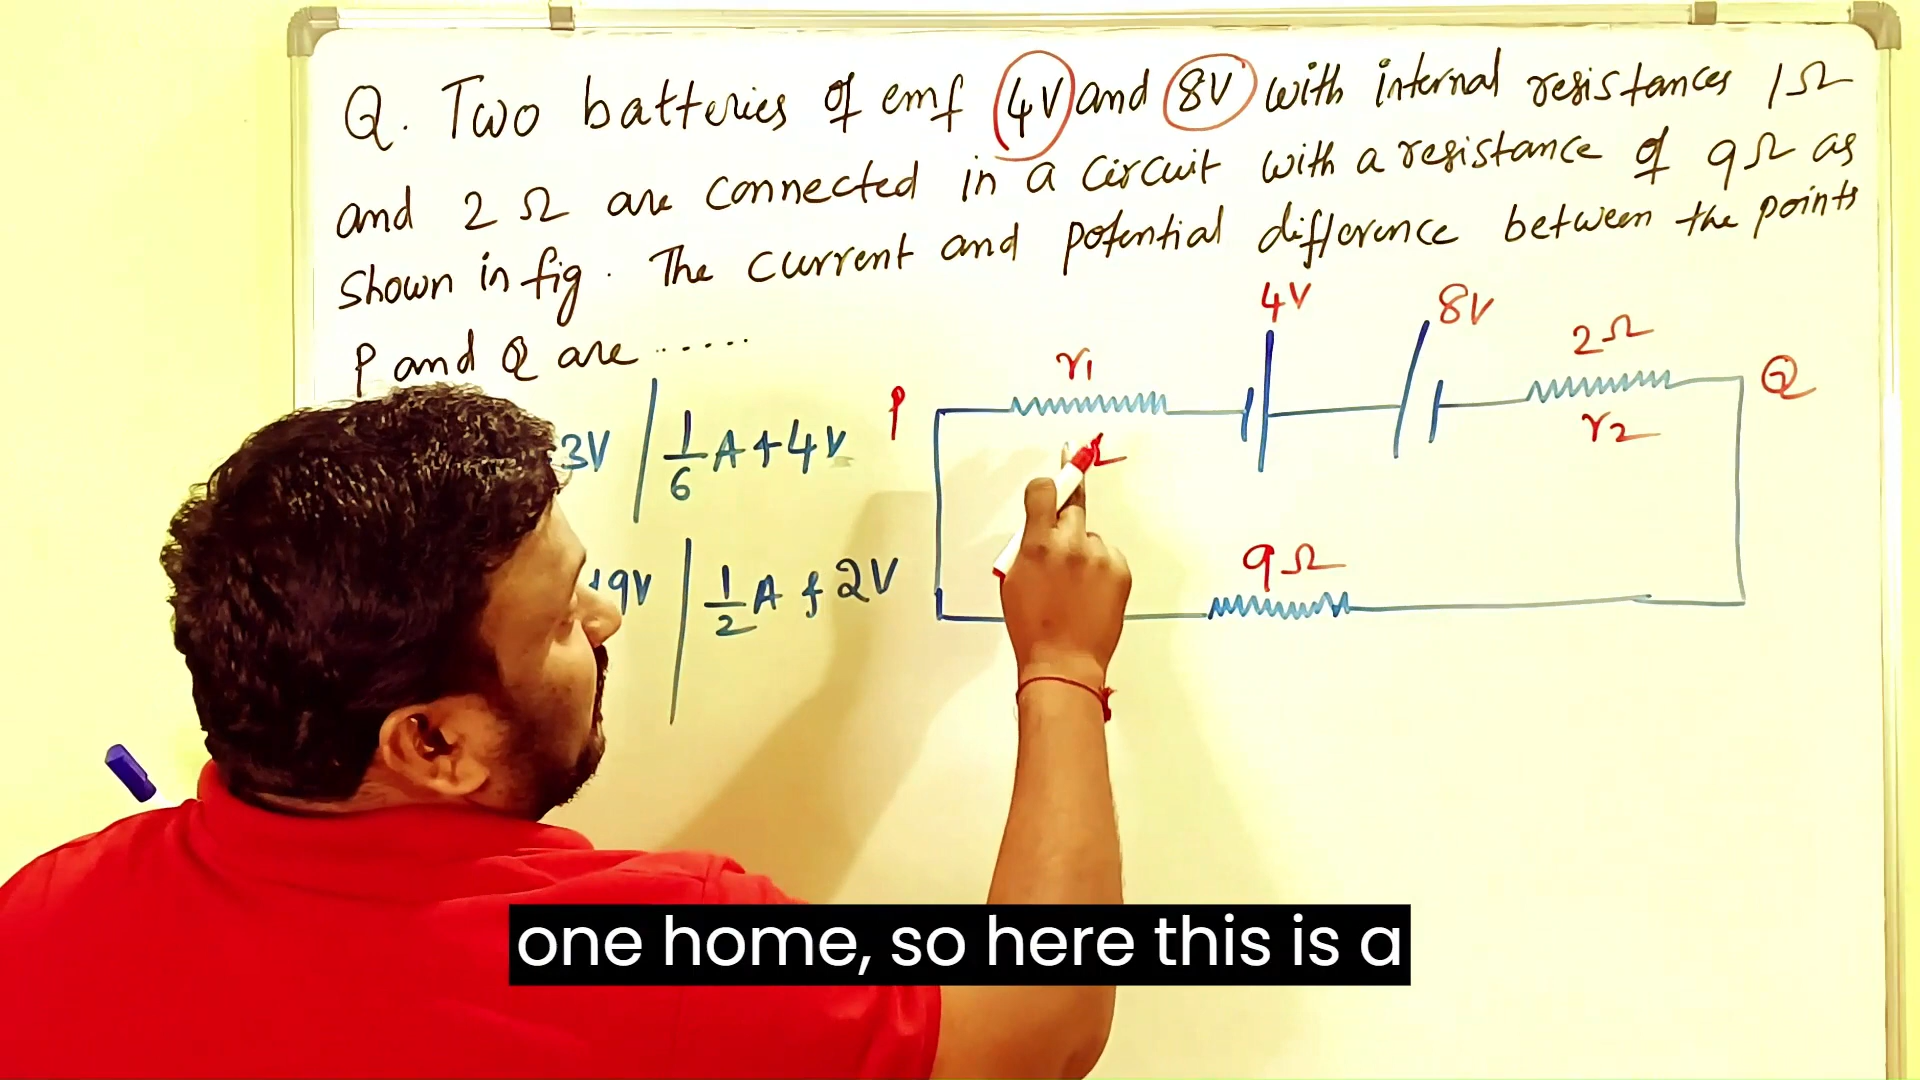 Q. Two batteries of emf 4V and 8V with internal resistances 1Ω
and 2Ω are connected in a circuit with a resistance of 9Ω as
shown in fig. The current and potential difference between the points
P and Q are .....
4V
8V
2Ω
r1
P
Q
r2
3V
1/6 A + 4V
9Ω
+9V
1/2 A & 2V
one home, so here this is a